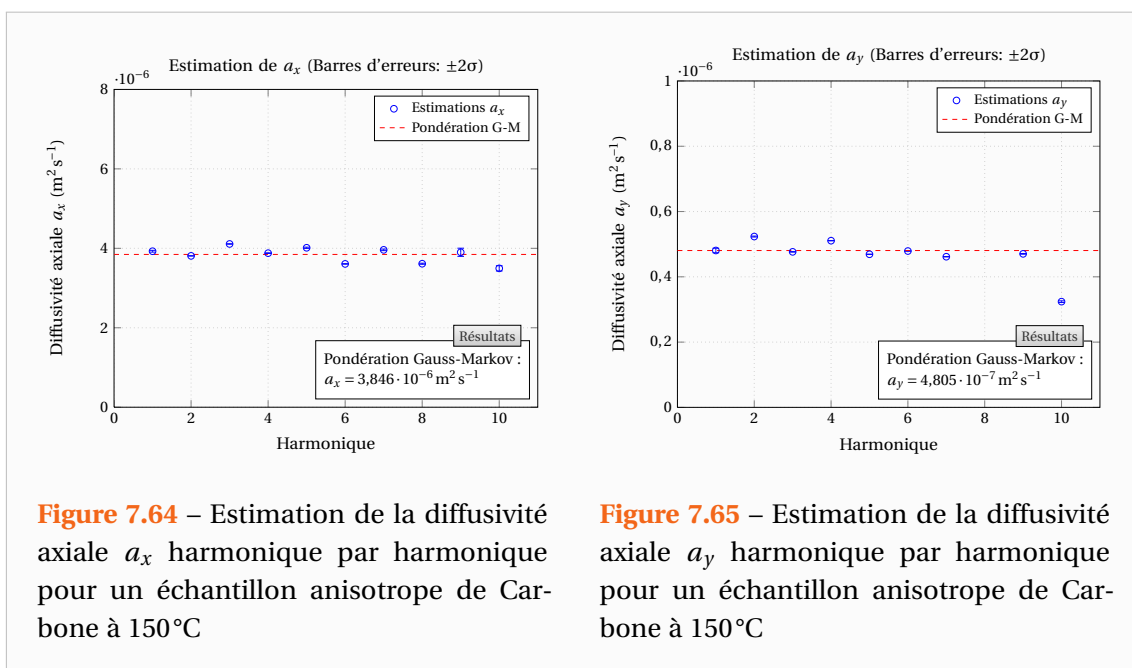 Estimation de a_x (Barres d'erreurs: ±2σ)
·10⁻⁶
8
6
4
2
0
Diffusivité axiale a_x (m² s⁻¹)
Estimations a_x
Pondération G-M
Résultats
Pondération Gauss-Markov :
a_x = 3,846 · 10⁻⁶ m² s⁻¹
0 2 4 6 8 10
Harmonique
Figure 7.64 – Estimation de la diffusivité
axiale a_x harmonique par harmonique
pour un échantillon anisotrope de Car-
bone à 150°C
Estimation de a_y (Barres d'erreurs: ±2σ)
·10⁻⁶
1
0,8
0,6
0,4
0,2
0
Diffusivité axiale a_y (m² s⁻¹)
Estimations a_y
Pondération G-M
Résultats
Pondération Gauss-Markov :
a_y = 4,805 · 10⁻⁷ m² s⁻¹
0 2 4 6 8 10
Harmonique
Figure 7.65 – Estimation de la diffusivité
axiale a_y harmonique par harmonique
pour un échantillon anisotrope de Car-
bone à 150°C